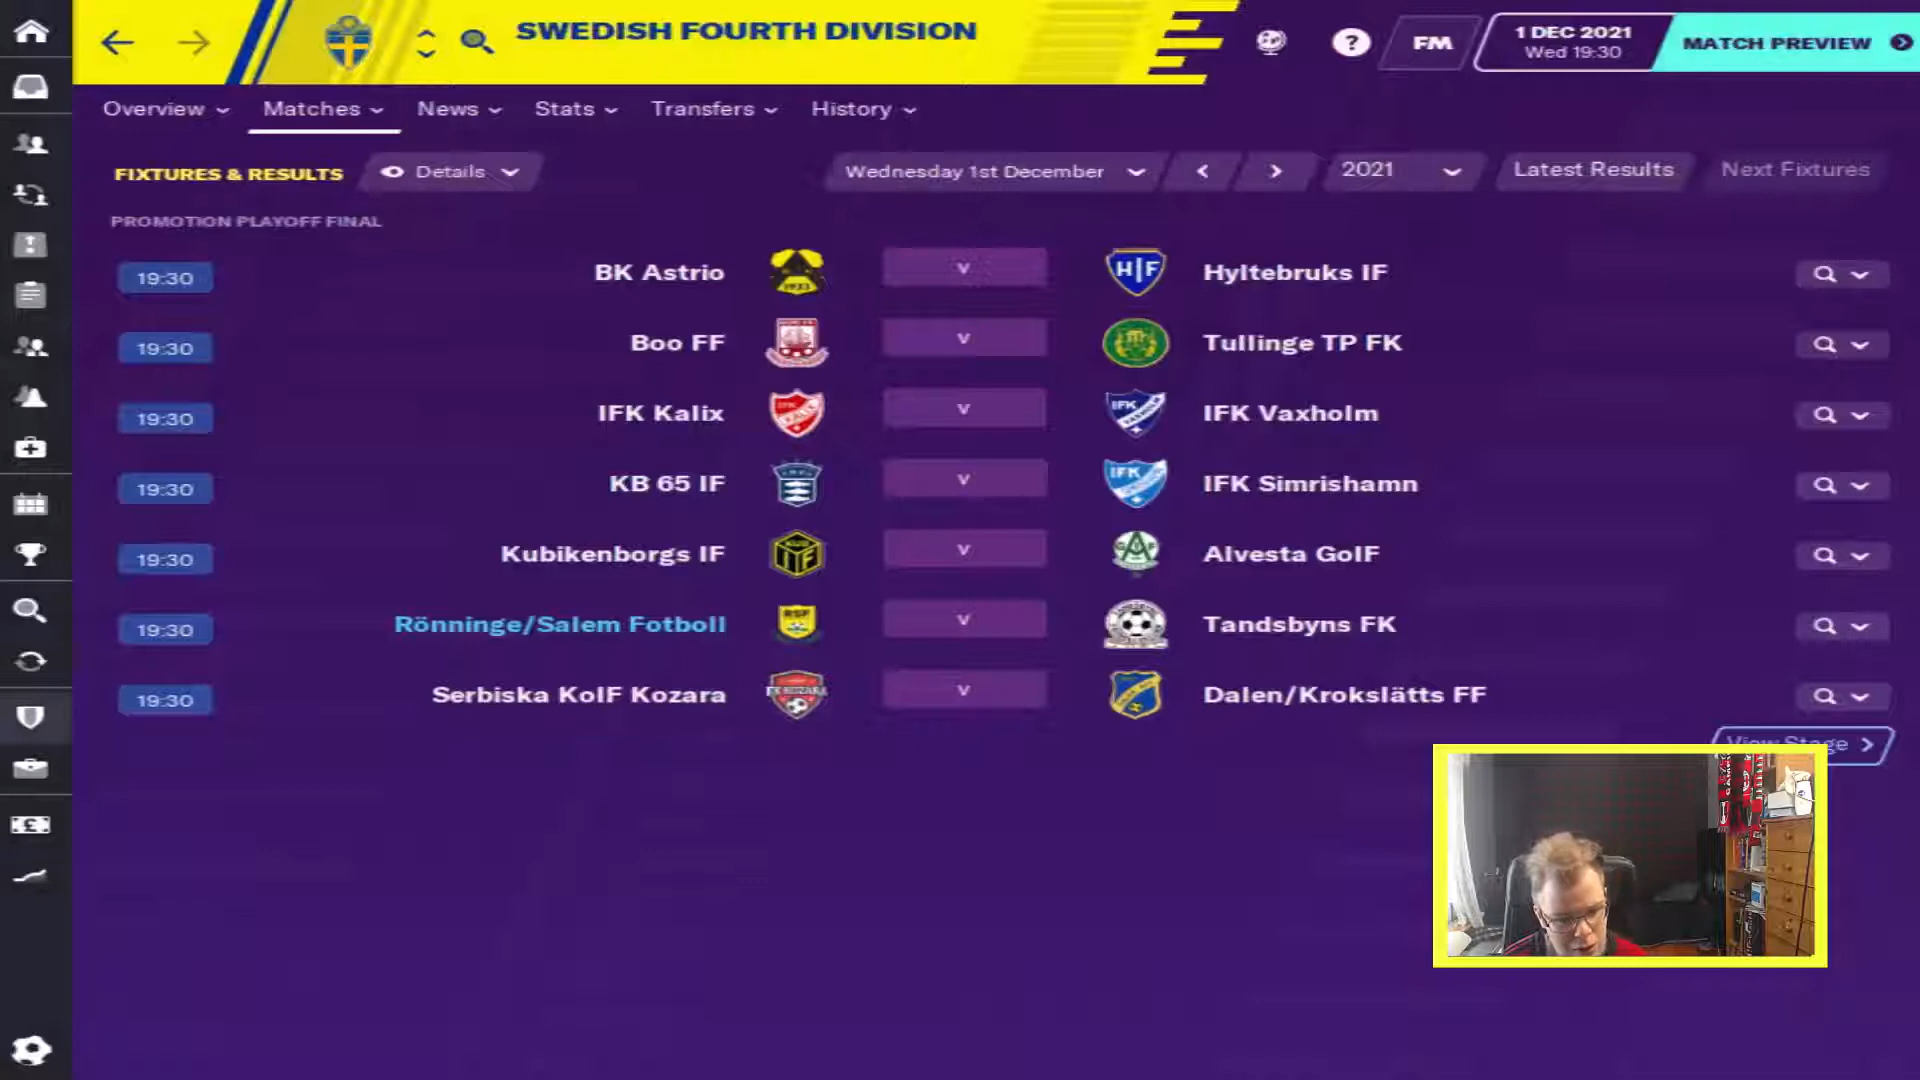 SWEDISH FOURTH DIVISION
FM
1 DEC 2021
Wed 19:30
MATCH PREVIEW
Overview
Matches
News
Stats
Transfers
History
FIXTURES & RESULTS
Details
Wednesday 1st December
2021
Latest Results
Next Fixtures
PROMOTION PLAYOFF FINAL
19:30 BK Astrio v Hyltebruks IF
19:30 Boo FF v Tullinge TP FK
19:30 IFK Kalix v IFK Vaxholm
19:30 KB 65 IF v IFK Simrishamn
19:30 Kubikenborgs IF v Alvesta GoIF
19:30 Rönninge/Salem Fotboll v Tandsbyns FK
19:30 Serbiska KoIF Kozara v Dalen/Krokslätts FF
View Stage